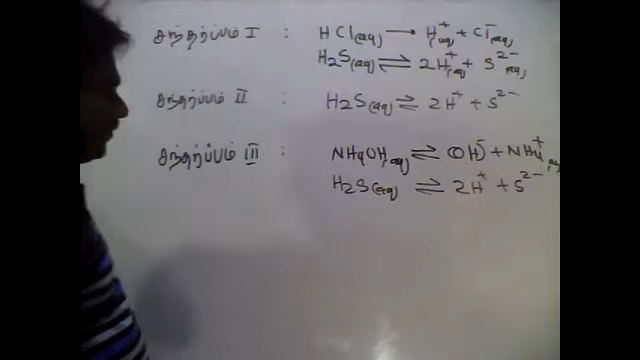 சந்தர்ப்பம் I : HCl(aq) → H⁺(aq) + Cl⁻(aq)
H₂S(aq) ⇌ 2H⁺(aq) + S²⁻(aq)
சந்தர்ப்பம் II : H₂S(aq) ⇌ 2H⁺ + S²⁻
சந்தர்ப்பம் III : NH₄OH(aq) ⇌ OH⁻ + NH₄⁺(aq)
H₂S(aq) ⇌ 2H⁺ + S²⁻